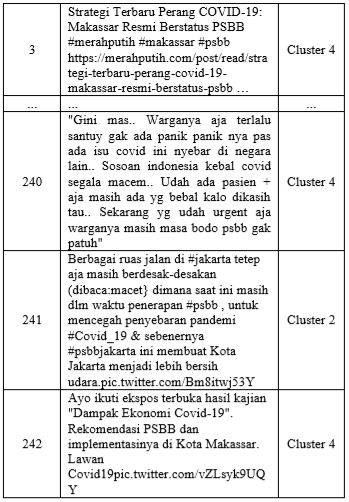 Strategi Terbaru Perang COVID-19:
Makassar Resmi Berstatus PSBB
#merahputih #makassar #psbb
3 https://merahputih.com/post/read/stra Cluster 4
tegi-terbaru-perang-covid-19-
makassar-resmi-berstatus-psbb …
... ... ...
"Gini mas.. Warganya aja terlalu
santuy gak ada panik panik nya pas
ada isu covid ini nyebar di negara
lain.. Sosoan indonesia kebal covid
240 segala macem.. Udah ada pasien + Cluster 4
aja masih ada yg bebal kalo dikasih
tau.. Sekarang yg udah urgent aja
warganya masih masa bodo psbb gak
patuh"
Berbagai ruas jalan di #jakarta tetep
aja masih berdesak-desakan
(dibaca:macet} dimana saat ini masih
dlm waktu penerapan #psbb , untuk
241 mencegah penyebaran pandemi Cluster 2
#Covid_19 & sebenernya
#psbbjakarta ini membuat Kota
Jakarta menjadi lebih bersih
udara.pic.twitter.com/Bm8itwj53Y
Ayo ikuti ekspos terbuka hasil kajian
"Dampak Ekonomi Covid-19".
Rekomendasi PSBB dan
242 implementasinya di Kota Makassar. Cluster 4
Lawan
Covid19pic.twitter.com/vZLsyk9UQ
Y